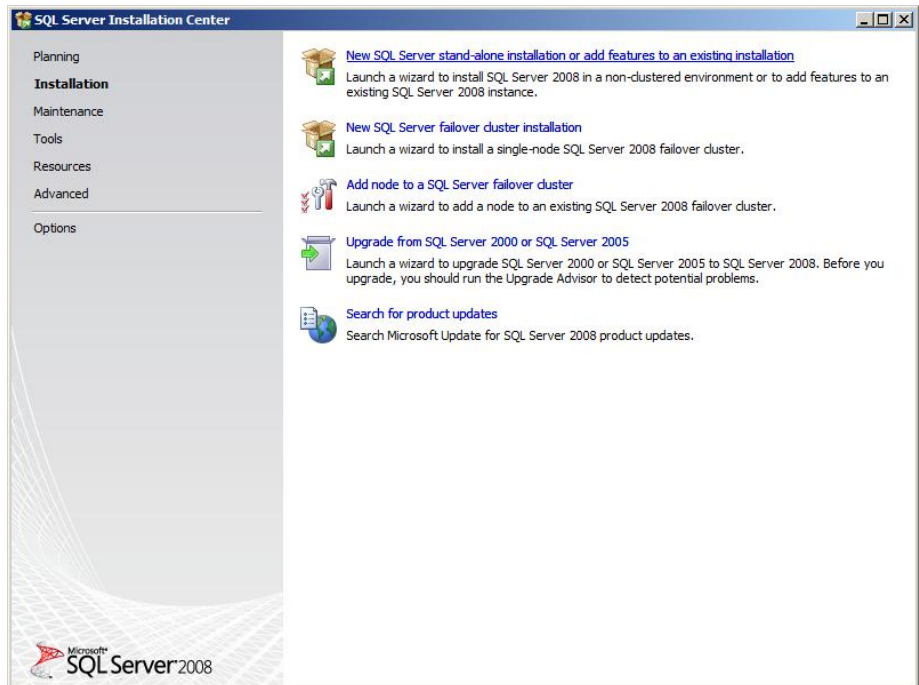 SQL Server Installation Center
Planning
Installation
Maintenance
Tools
Resources
Advanced
Options
New SQL Server stand-alone installation or add features to an existing installation
Launch a wizard to install SQL Server 2008 in a non-clustered environment or to add features to an
existing SQL Server 2008 instance.
New SQL Server failover cluster installation
Launch a wizard to install a single-node SQL Server 2008 failover cluster.
Add node to a SQL Server failover cluster
Launch a wizard to add a node to an existing SQL Server 2008 failover cluster.
Upgrade from SQL Server 2000 or SQL Server 2005
Launch a wizard to upgrade SQL Server 2000 or SQL Server 2005 to SQL Server 2008. Before you
upgrade, you should run the Upgrade Advisor to detect potential problems.
Search for product updates
Search Microsoft Update for SQL Server 2008 product updates.
Microsoft®
SQL Server 2008